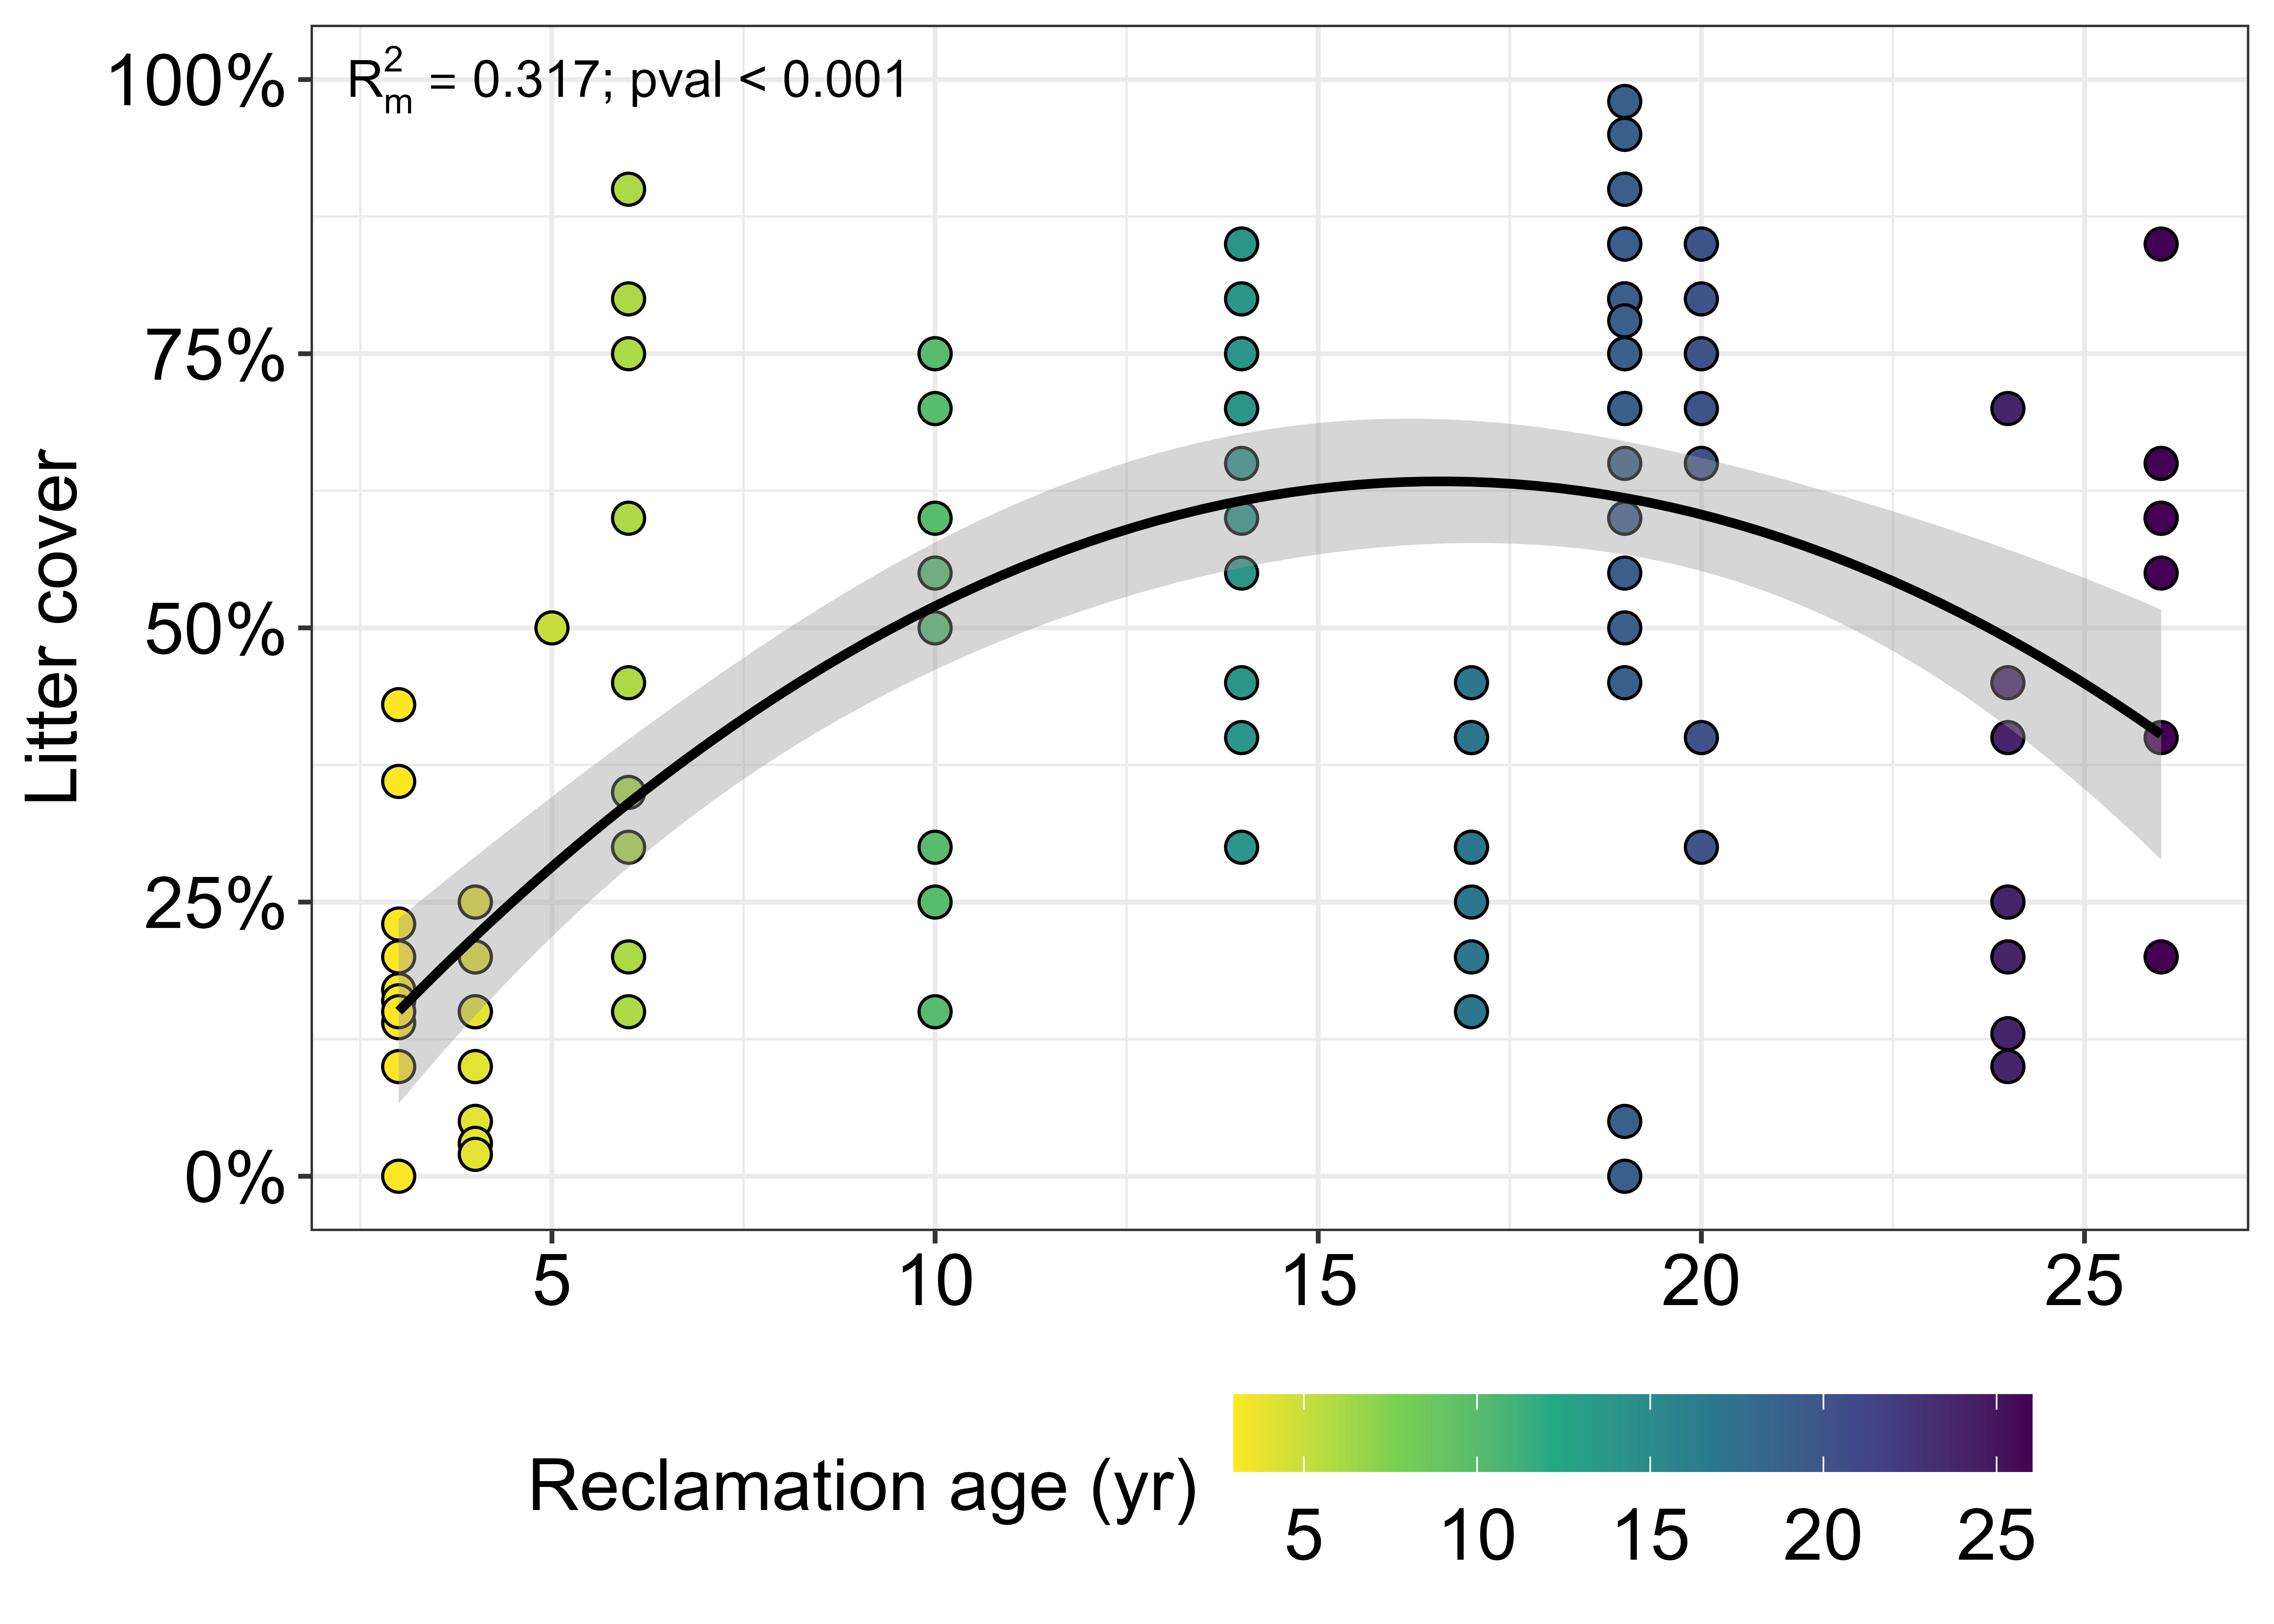 R²m = 0.317; pval < 0.001
100%
75%
50%
25%
0%
Litter cover
5 10 15 20 25
Reclamation age (yr)
5 10 15 20 25